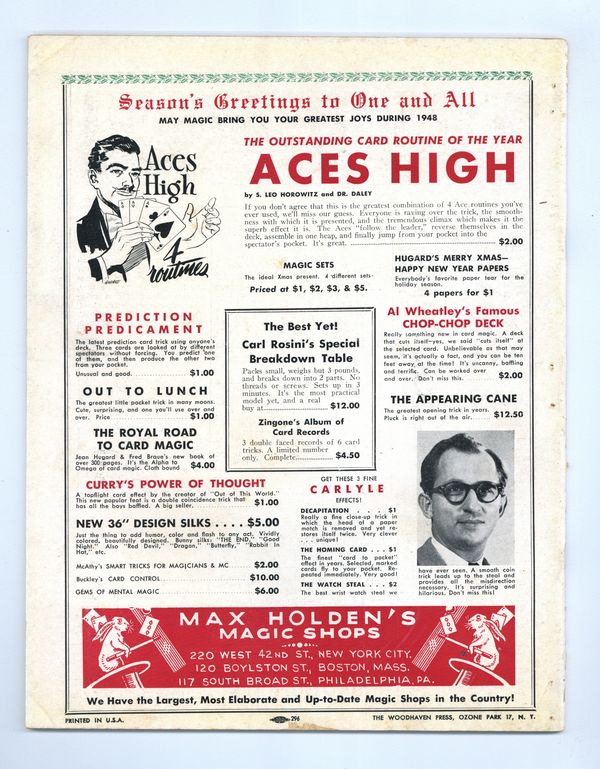 Season's Greetings to One and All
MAY MAGIC BRING YOU YOUR GREATEST JOYS DURING 1948
Aces
High
4
routines
THE OUTSTANDING CARD ROUTINE OF THE YEAR
ACES HIGH
by S. LEO HOROWITZ and DR. DALEY
If you don't agree that this is the greatest combination of 4 Ace routines you've
ever used, we'll miss our guess. Everyone is raving over the trick, the smooth-
ness with which it is presented, and the tremendous climax which makes it the
superb effect it is. The Aces "follow the leader," reverse themselves in the
deck, assemble in one heap, and finally jump from your pocket into the
spectator's pocket. It's great. $2.00
MAGIC SETS
The ideal Xmas present. 4 different sets.
Priced at $1, $2, $3, & $5.
HUGARD'S MERRY XMAS—
HAPPY NEW YEAR PAPERS
Everybody's favorite paper tear for the
holiday season.
4 papers for $1
PREDICTION
PREDICAMENT
The latest prediction card trick using anyone's
deck. Three cards are looked at by different
spectators without forcing. You predict one
of them, and then produce the other two
from your pocket.
Unusual and good. $1.00
OUT TO LUNCH
The greatest little pocket trick in many moons.
Cute, surprising, and one you'll use over and
over. Price $1.00
THE ROYAL ROAD
TO CARD MAGIC
Jean Hugard & Fred Braue's new book of
over 300 pages. It's the Alpha to
Omega of card magic. Cloth bound $4.00
The Best Yet!
Carl Rosini's Special
Breakdown Table
Packs small, weighs but 3 pounds,
and breaks down into 2 parts. No
threads or screws. Sets up in 3
minutes. It's the most practical
model yet, and a real
buy at $12.00
Zingone's Album of
Card Records
3 double faced records of 6 card
tricks. A limited number
only. Complete $4.50
Al Wheatley's Famous
CHOP-CHOP DECK
Really something new in card magic. A deck
that cuts itself—yes, we said "cuts itself" at
the selected card. Unbelievable as that may
seem, it's actually a fact, and you can be ten
feet away at the time! It's uncanny, baffling
and terrific. Can be worked over
and over. Don't miss this. $2.00
THE APPEARING CANE
The greatest opening trick in years.
Pluck is right out of the air. $12.50
CURRY'S POWER OF THOUGHT
A topflight card effect by the creator of "Out of This World."
This new popular feat is a double coincidence trick that
has all the boys baffled. A big seller. $1.00
NEW 36" DESIGN SILKS .... $5.00
Just the thing to add humor, color and flash to any act. Vividly
colored, beautifully designed. Bunny silks: "THE END," "Good
Night." Also "Red Devil," "Dragon," "Butterfly," "Rabbit In
Hat," etc.
McAthy's SMART TRICKS FOR MAGICIANS & MC $2.00
Buckley's CARD CONTROL $10.00
GEMS OF MENTAL MAGIC $6.00
GET THESE 3 FINE
CARLYLE
EFFECTS!
DECAPITATION . . . $1
Really a fine close-up trick in
which the head of a paper
match is removed and yet re-
stores itself twice. Very clever
... unique!
THE HOMING CARD ... $1
The finest "card to pocket"
effect in years. Selected, marked
cards fly to your pocket. Re-
peated immediately. Very good!
THE WATCH STEAL ... $2
The best wrist watch steal we
have ever seen. A smooth coin
trick leads up to the steal and
provides all the misdirection
necessary. It's surprising and
hilarious. Don't miss this!
MAX HOLDEN'S
MAGIC SHOPS
220 WEST 42ND ST., NEW YORK CITY.
120 BOYLSTON ST., BOSTON, MASS.
117 SOUTH BROAD ST., PHILADELPHIA, PA.
We Have the Largest, Most Elaborate and Up-to-Date Magic Shops in the Country!
PRINTED IN U.S.A.
296
THE WOODHAVEN PRESS, OZONE PARK 17, N. Y.